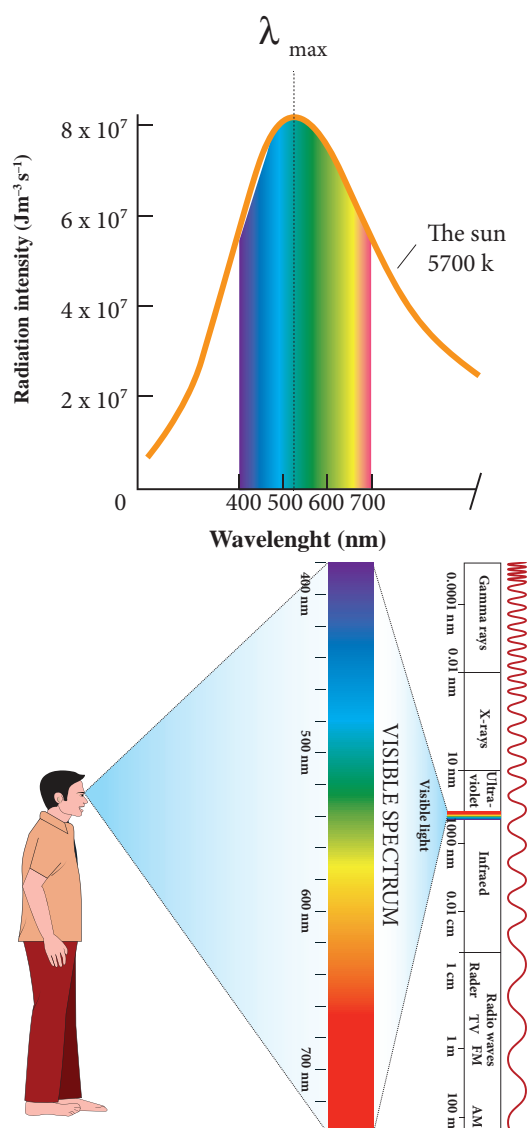 λ max
8 x 10⁷
6 x 10⁷
4 x 10⁷
2 x 10⁷
0
Radiation intensity (Jm⁻³ s⁻¹)
The sun
5700 k
400 500 600 700
Wavelenght (nm)
400 nm
500 nm
600 nm
700 nm
VISIBLE SPECTRUM
Visible light
0.0001 nm
0.01 nm
10 nm
1000 nm
0.01 cm
1 cm
1 m
100 m
Gamma rays
X-rays
Ultra-
violet
Infraed
Radio waves
Rader TV FM AM